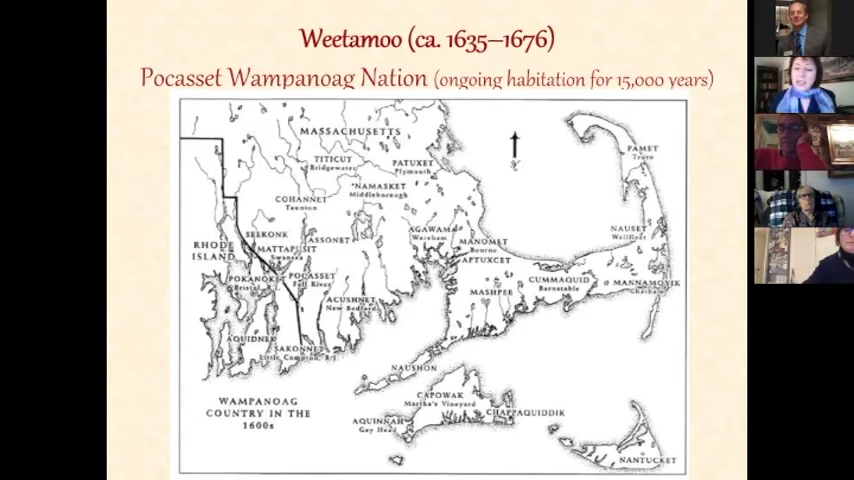 Weetamoo (ca. 1635–1676)
Pocasset Wampanoag Nation (ongoing habitation for 15,000 years)
MASSACHUSETTS
TITICUT
Bridgewater
PATUXET
Plymouth
PAMET
Truro
NAMASKET
Middleborough
COHANNET
Taunton
SEEKONK
ASSONET
AGAWAM
Wareham
NAUSET
Wellfleet
RHODE
ISLAND
MATTAPUSIT
Swansea
MANOMET
Bourne
APTUXCET
POKANOKET
Bristol, R.I.
POCASSET
Fall River
CUMMAQUID
Barnstable
MANNAMOYIK
Chatham
MASHPEE
ACUSHNET
New Bedford
AQUIDNEK
SAKONNET
Little Compton, R.I.
NAUSHON
WAMPANOAG
COUNTRY IN THE
1600s
CAPOWAK
Martha's Vineyard
CHAPPAQUIDDIK
AQUINNAH
Gay Head
NANTUCKET